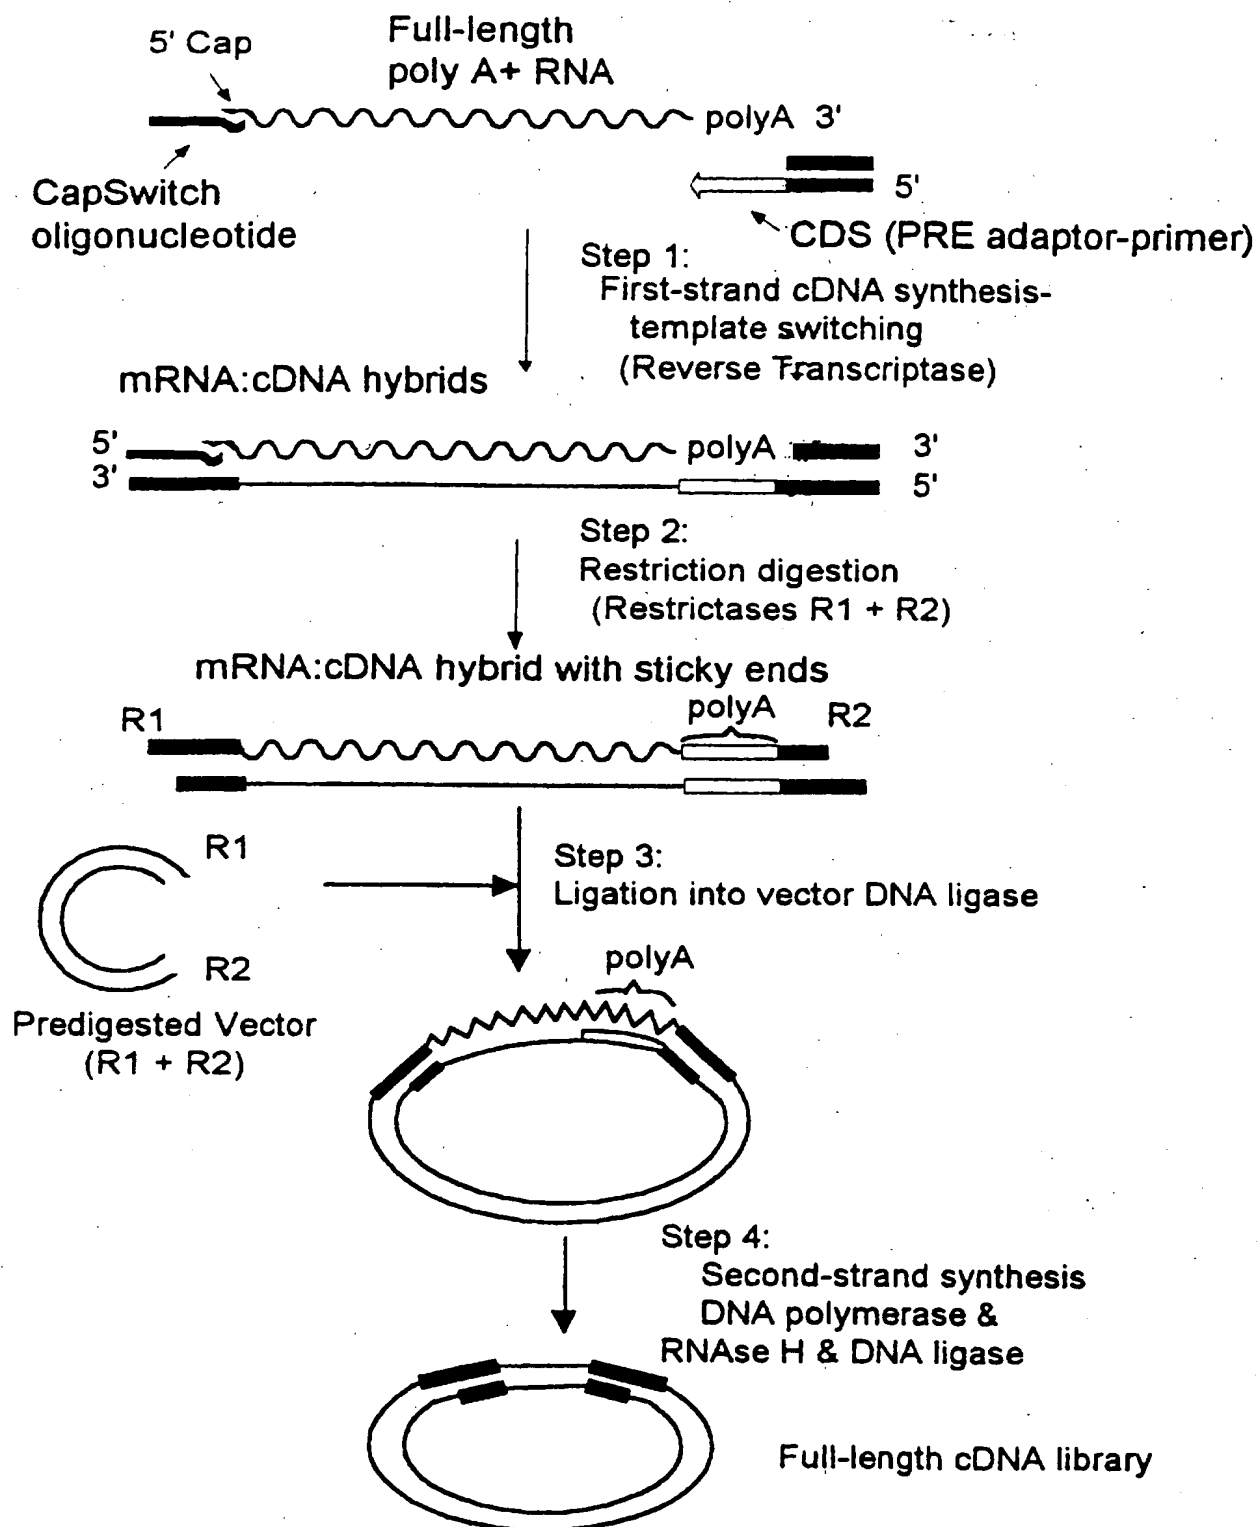 5' Cap
Full-length
poly A+ RNA
polyA 3'
CapSwitch
oligonucleotide
5'
CDS (PRE adaptor-primer)
Step 1:
First-strand cDNA synthesis-
template switching
(Reverse Transcriptase)
mRNA:cDNA hybrids
5'
polyA
3'
3'
5'
Step 2:
Restriction digestion
(Restrictases R1 + R2)
mRNA:cDNA hybrid with sticky ends
R1
polyA
R2
R1
Step 3:
Ligation into vector DNA ligase
R2
polyA
Predigested Vector
(R1 + R2)
Step 4:
Second-strand synthesis
DNA polymerase &
RNAse H & DNA ligase
Full-length cDNA library